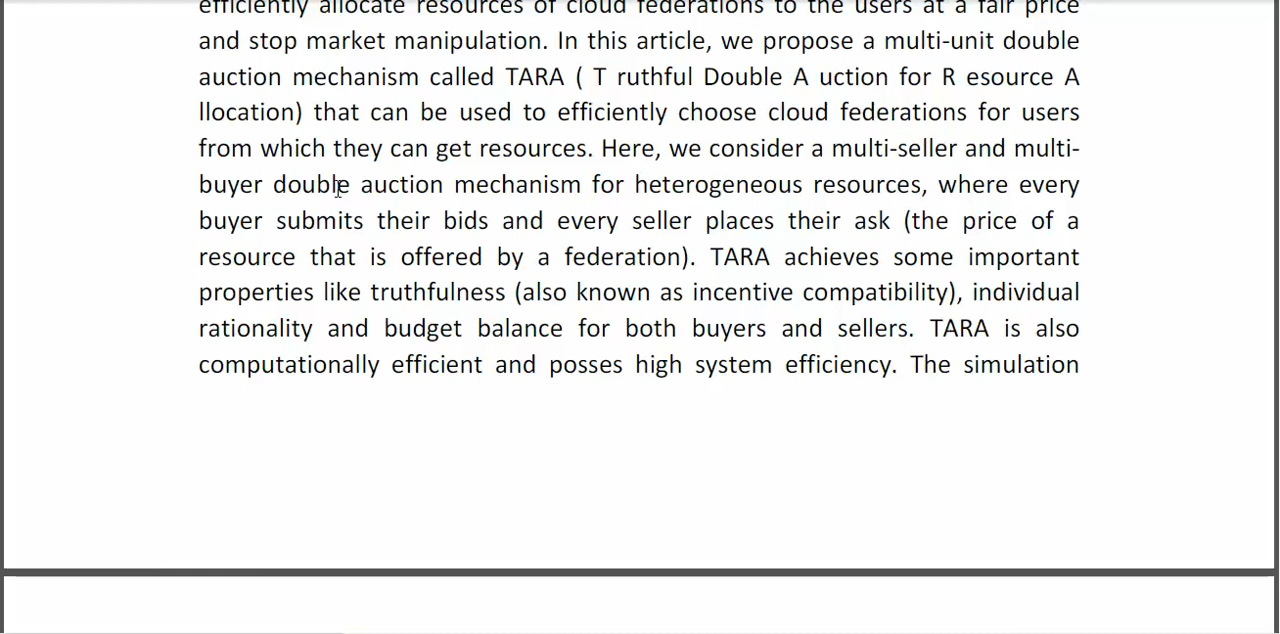 efficiently allocate resources of cloud federations to the users at a fair price
and stop market manipulation. In this article, we propose a multi-unit double
auction mechanism called TARA ( T ruthful Double A uction for R esource A
llocation) that can be used to efficiently choose cloud federations for users
from which they can get resources. Here, we consider a multi-seller and multi-
buyer double auction mechanism for heterogeneous resources, where every
buyer submits their bids and every seller places their ask (the price of a
resource that is offered by a federation). TARA achieves some important
properties like truthfulness (also known as incentive compatibility), individual
rationality and budget balance for both buyers and sellers. TARA is also
computationally efficient and posses high system efficiency. The simulation